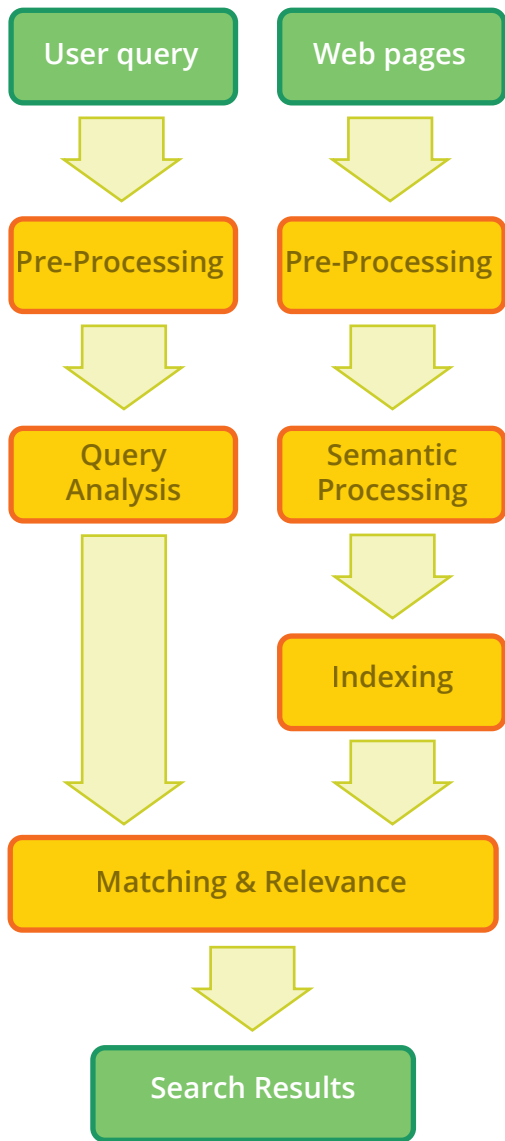 User query
Web pages
Pre-Processing
Pre-Processing
Query
Analysis
Semantic
Processing
Indexing
Matching & Relevance
Search Results